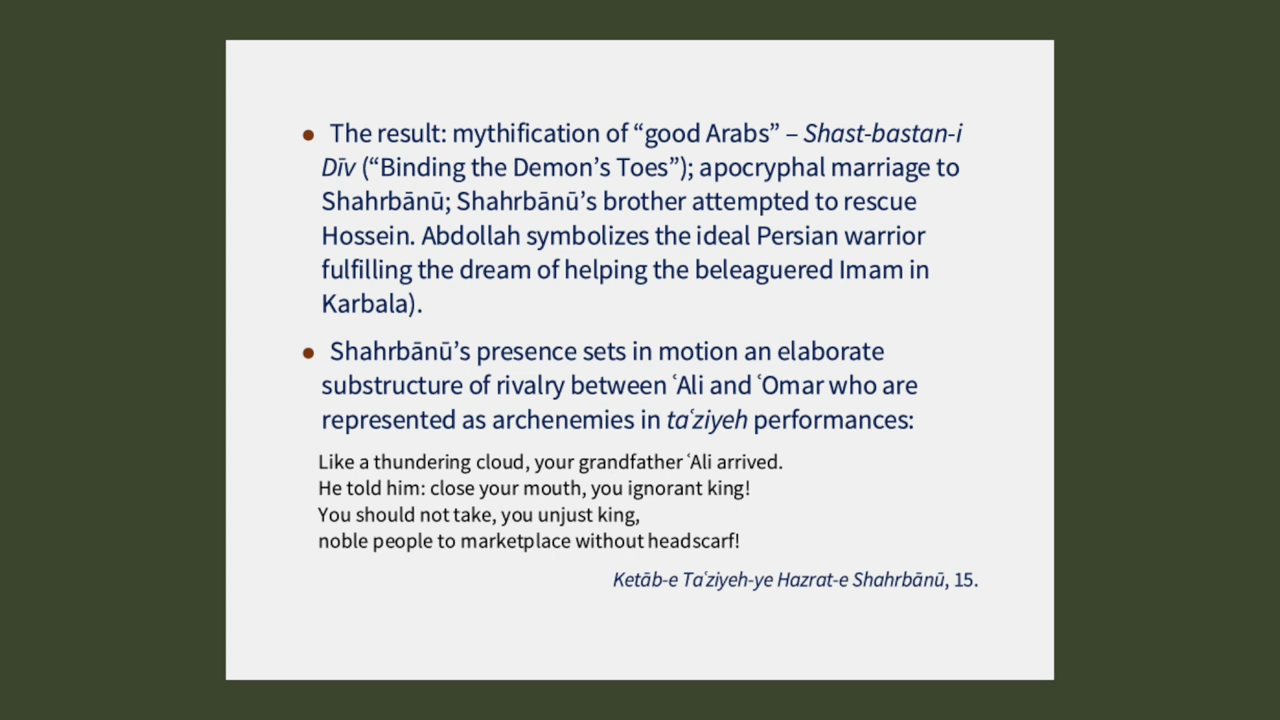 • The result: mythification of “good Arabs” – Shast-bastan-i
Dīv (“Binding the Demon’s Toes”); apocryphal marriage to
Shahrbānū; Shahrbānū’s brother attempted to rescue
Hossein. Abdollah symbolizes the ideal Persian warrior
fulfilling the dream of helping the beleaguered Imam in
Karbala).
• Shahrbānū’s presence sets in motion an elaborate
substructure of rivalry between ʿAli and ʿOmar who are
represented as archenemies in taʿziyeh performances:
Like a thundering cloud, your grandfather ʿAli arrived.
He told him: close your mouth, you ignorant king!
You should not take, you unjust king,
noble people to marketplace without headscarf!
Ketāb-e Taʿziyeh-ye Hazrat-e Shahrbānū, 15.